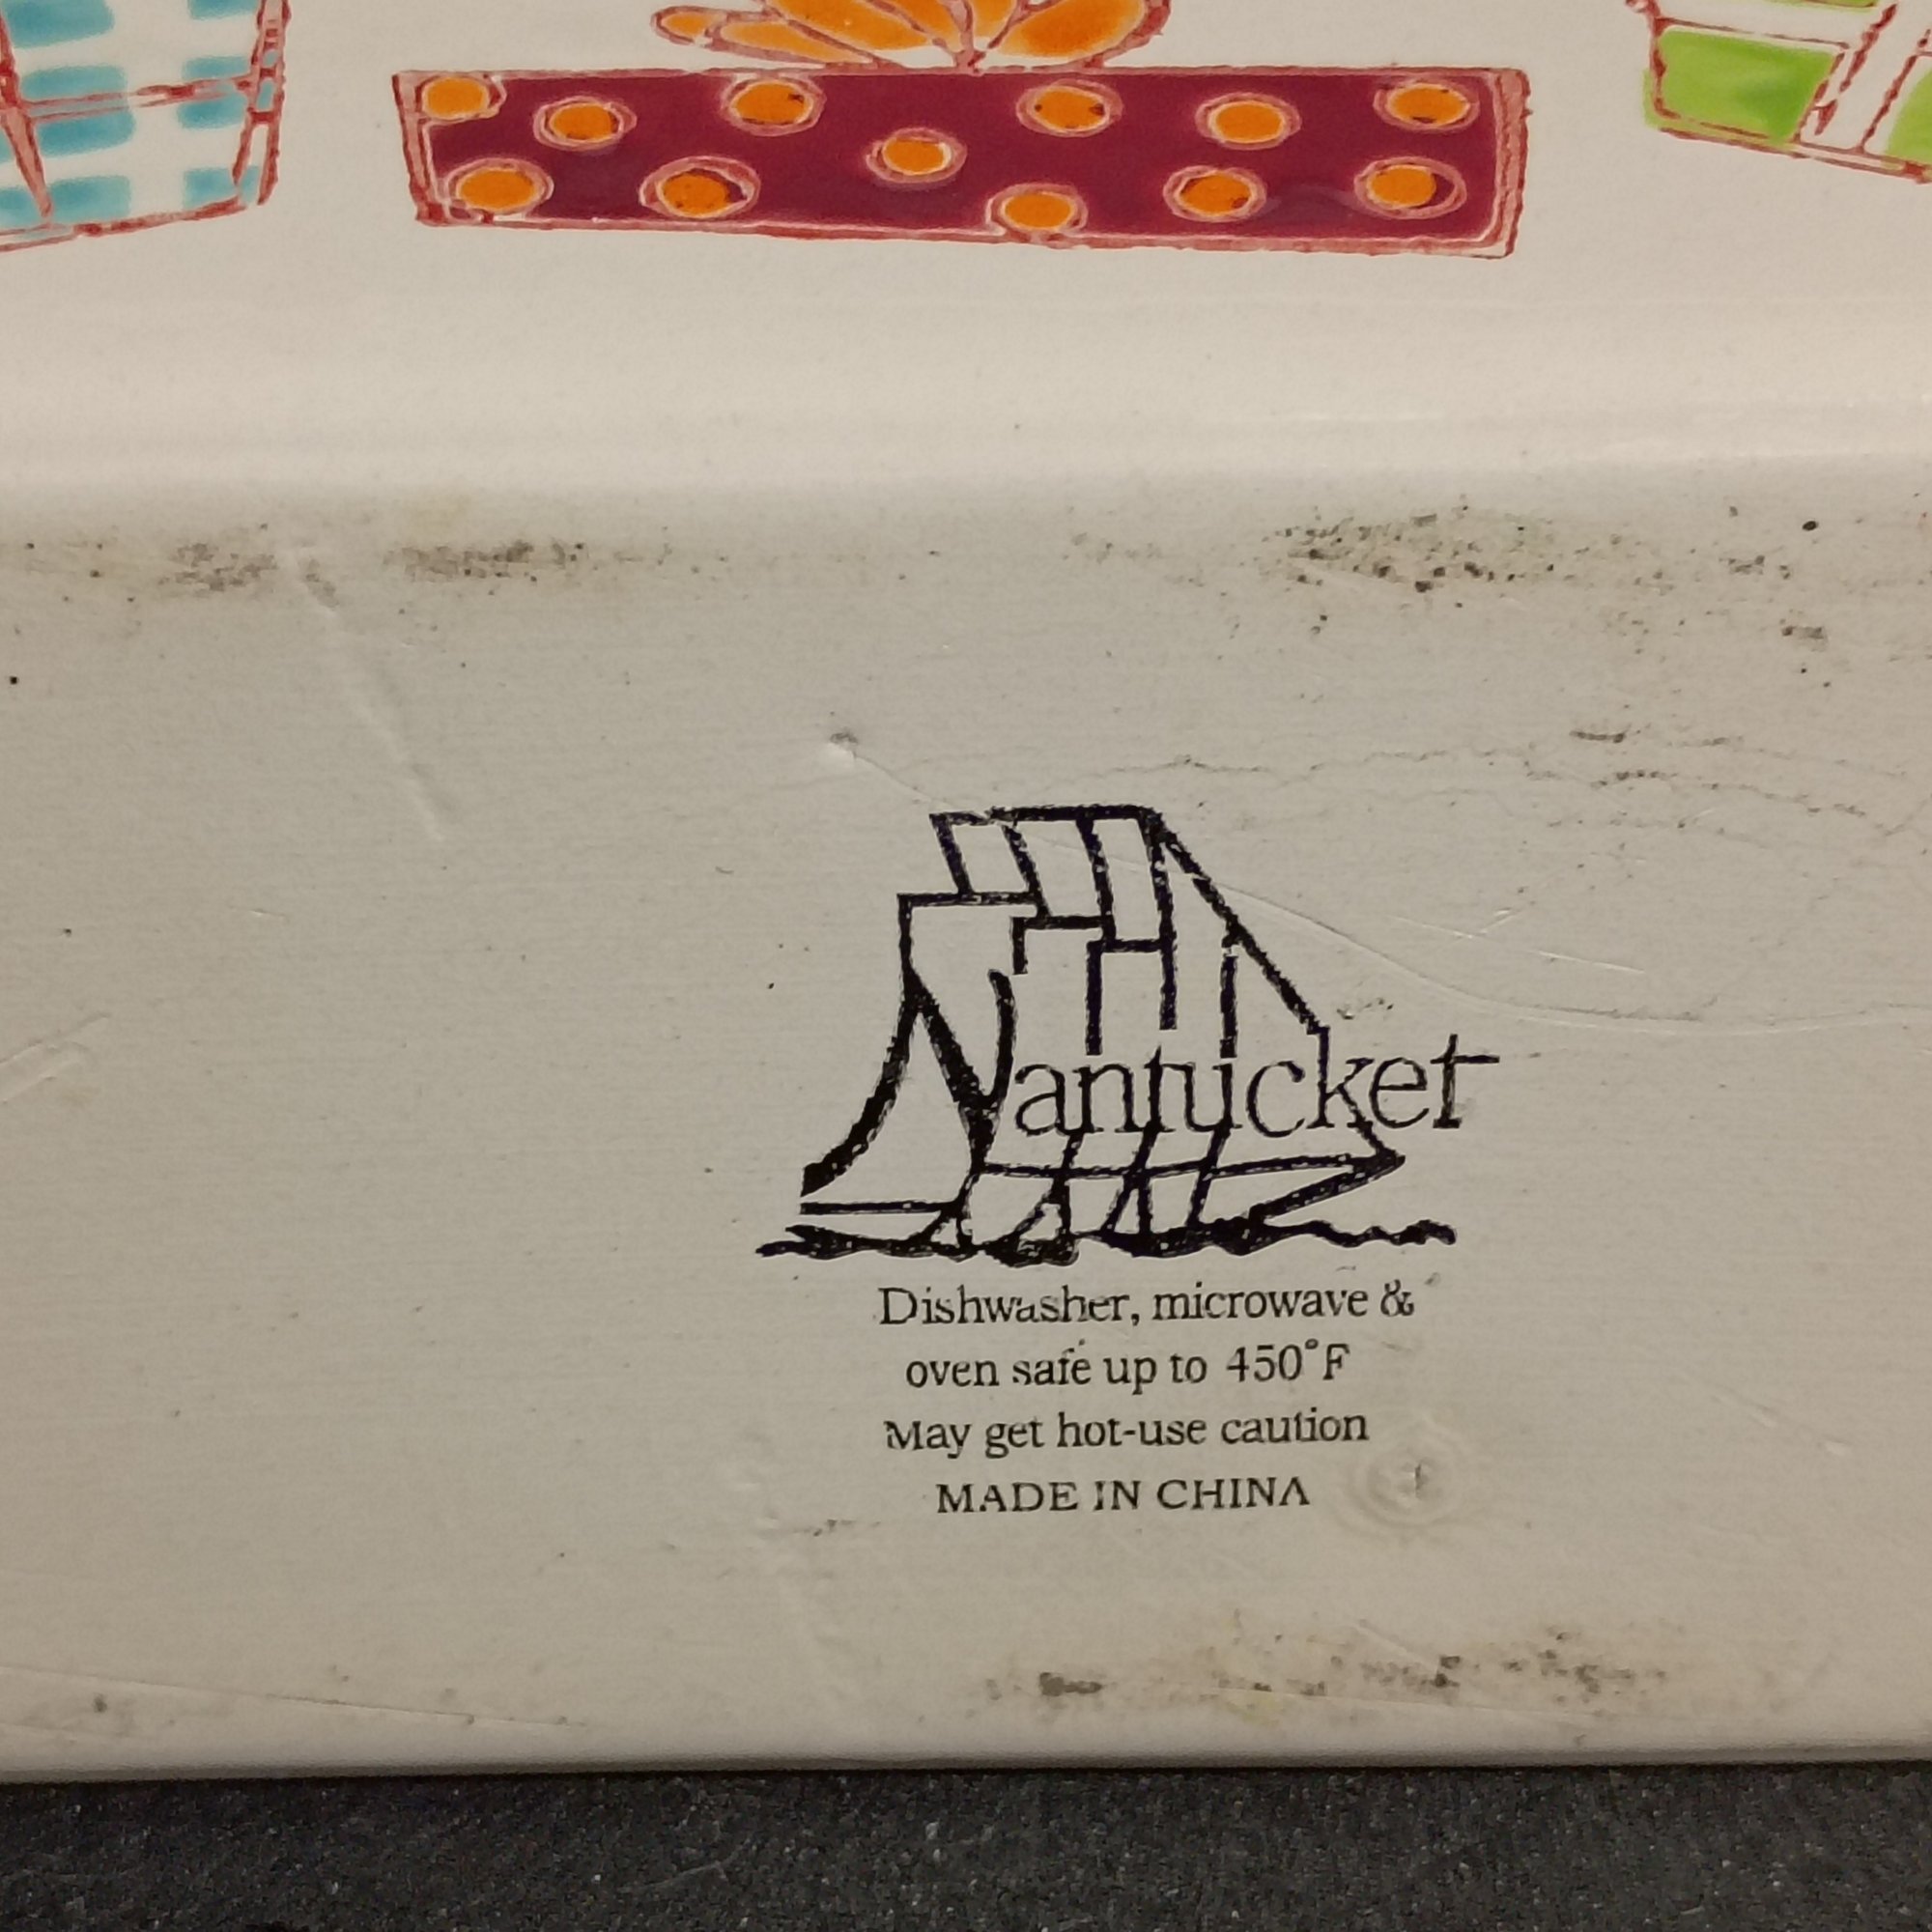 Nantucket
Dishwasher, microwave &
oven safe up to 450°F
May get hot-use caution
MADE IN CHINA